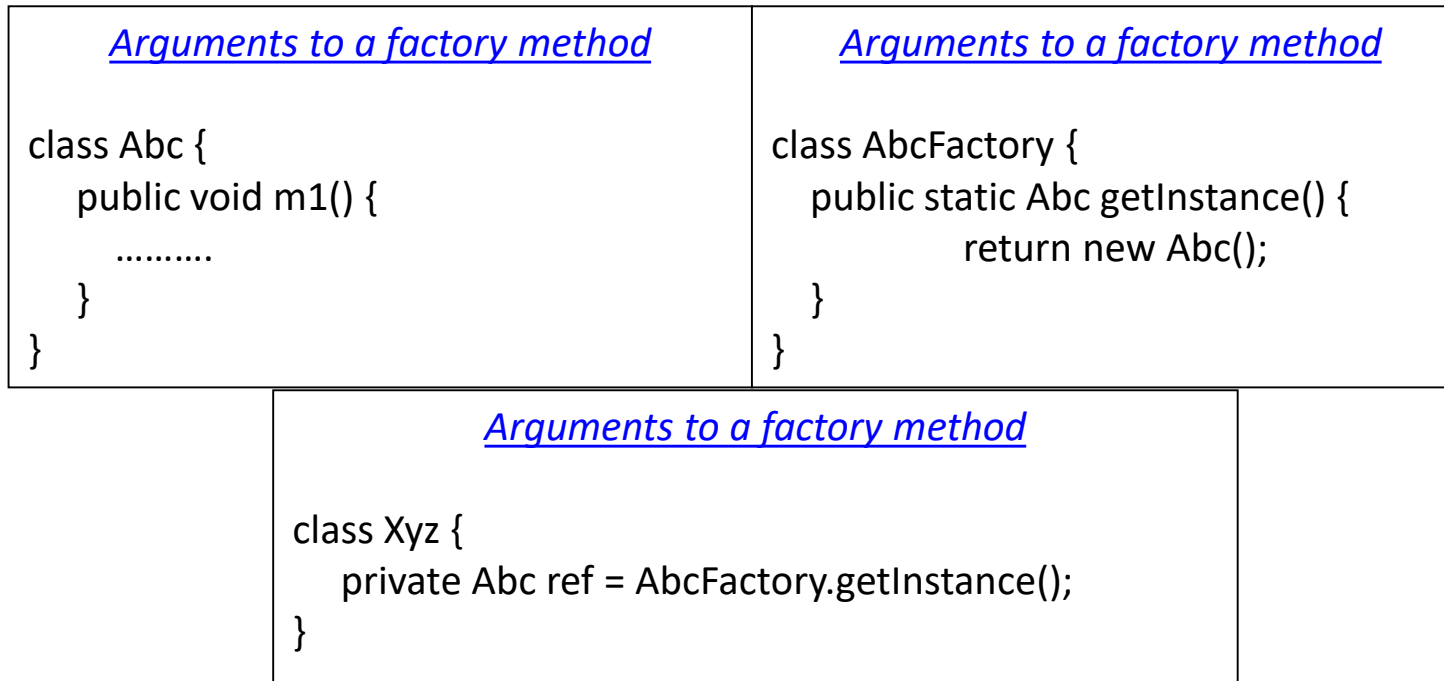 Arguments to a factory method
class Abc {
public void m1() {
……….
}
}
Arguments to a factory method
class AbcFactory {
public static Abc getInstance() {
return new Abc();
}
}
Arguments to a factory method
class Xyz {
private Abc ref = AbcFactory.getInstance();
}